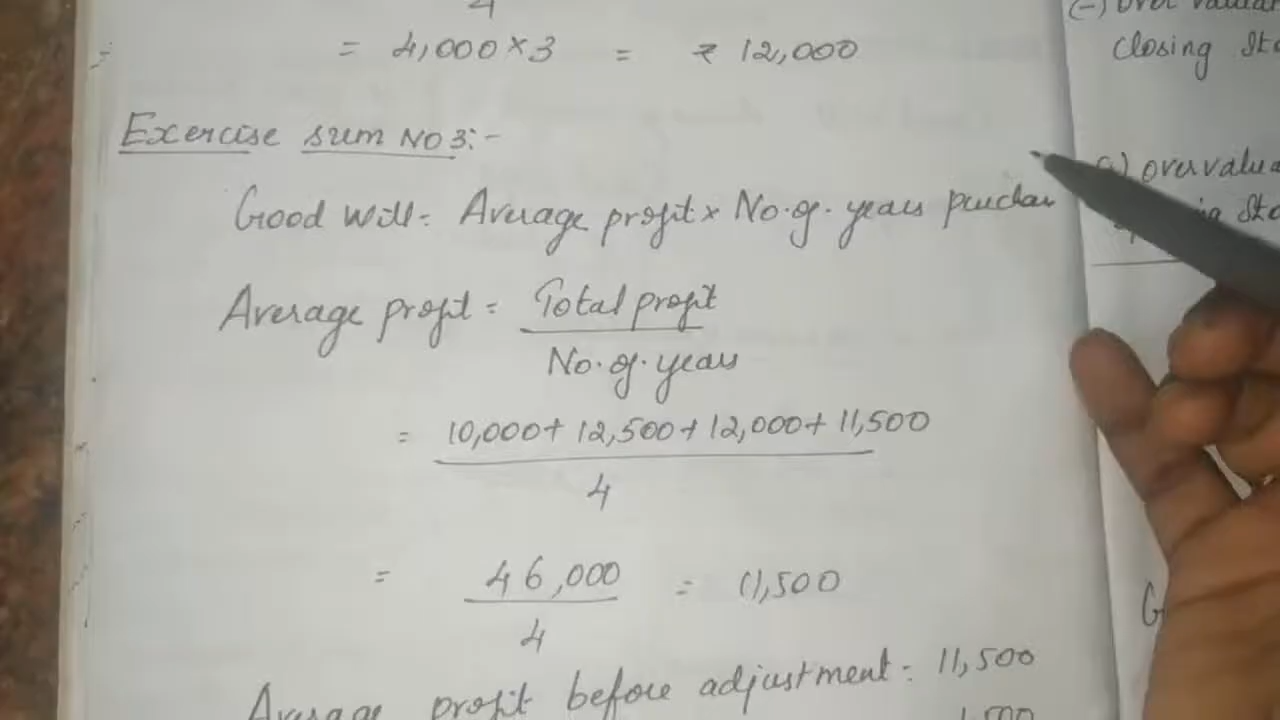 4
= 4,000 × 3 = ₹ 12,000
Exercise sum No 3:-
Good will = Average profit × No. of. years
Average profit = Total profit
No. of. years
= 10,000 + 12,500 + 12,000 + 11,500
4
= 46,000 = 11,500
4
Average profit before adjustment = 11,500
(-) over
closing